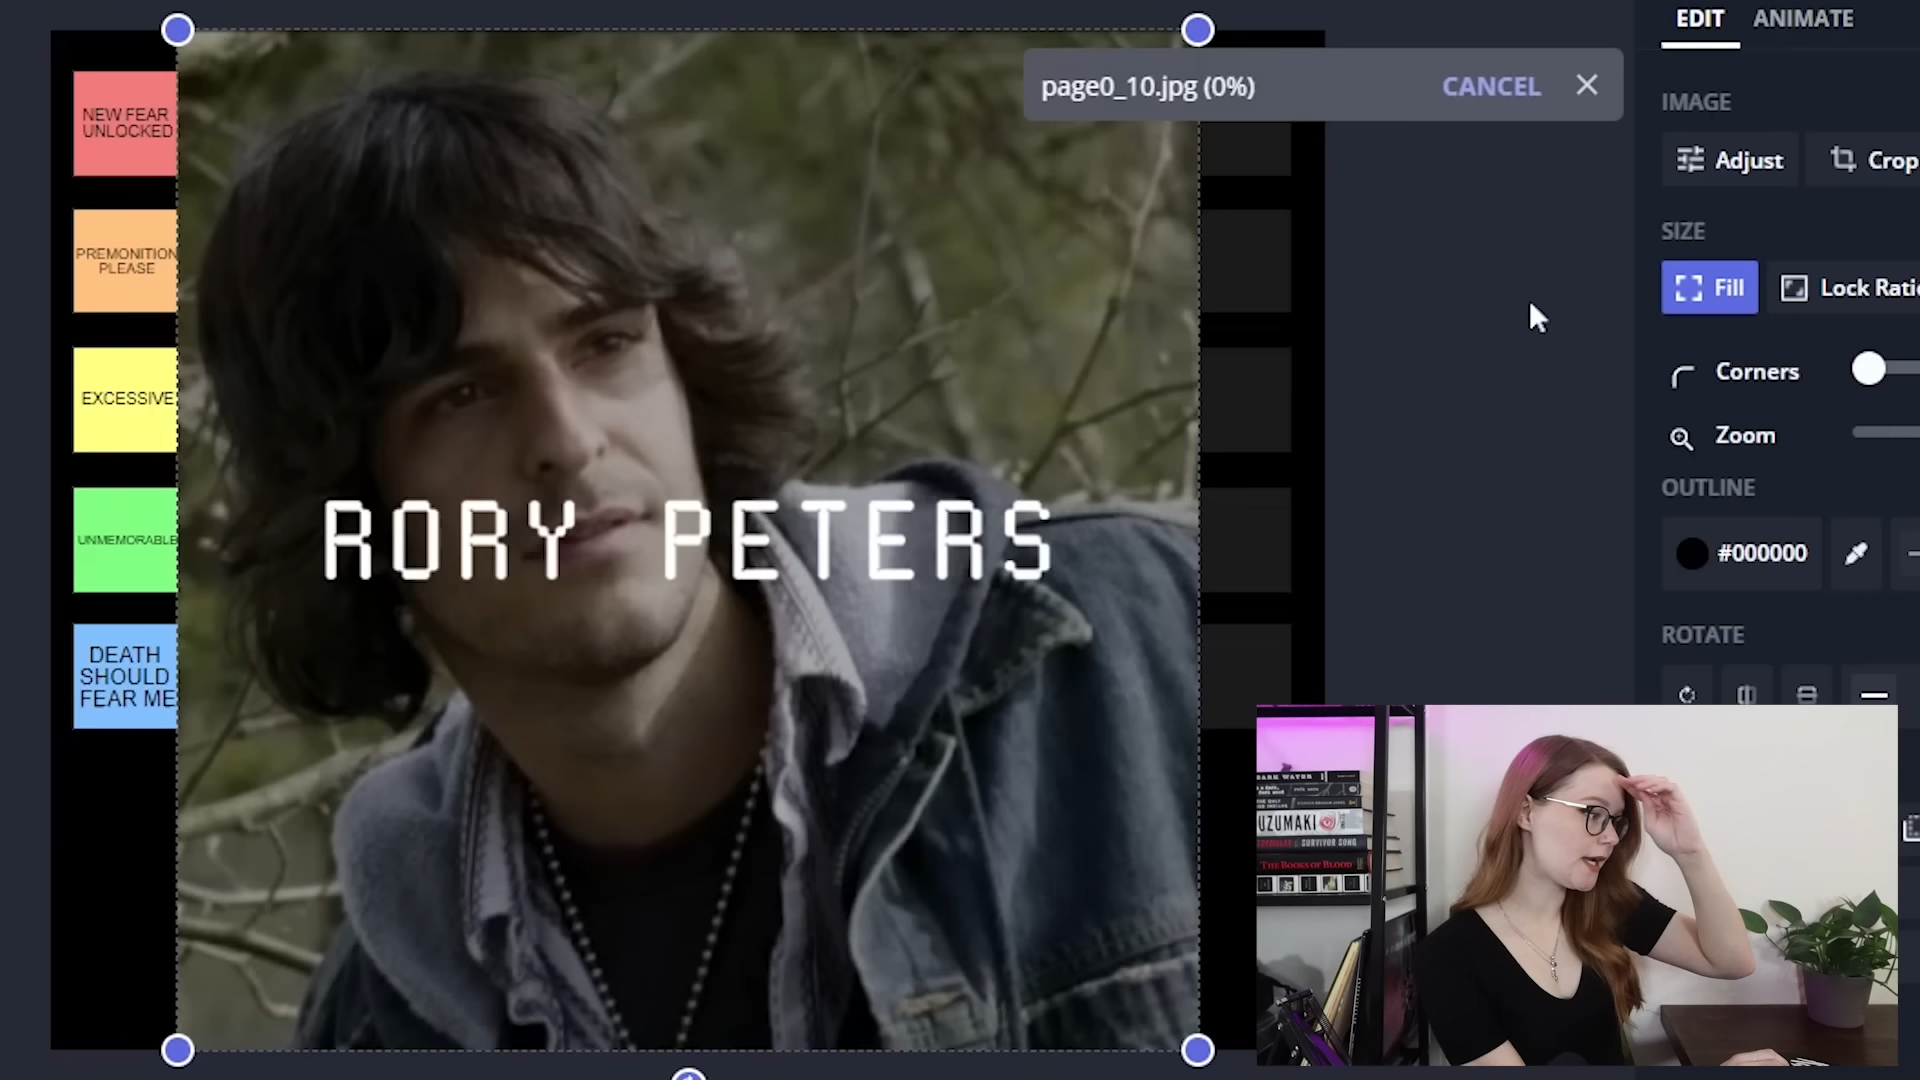 EDIT ANIMATE
page0_10.jpg (0%) CANCEL
IMAGE
Adjust Crop
SIZE
Fill Lock Ratio
Corners
Zoom
OUTLINE
#000000
ROTATE
NEW FEAR
UNLOCKED
PREMONITION
PLEASE
EXCESSIVE
UNMEMORABLE
DEATH
SHOULD
FEAR ME
RORY PETERS
DARK WATER
UZUMAKI
SURVIVOR SONG
THE BOOKS OF BLOOD